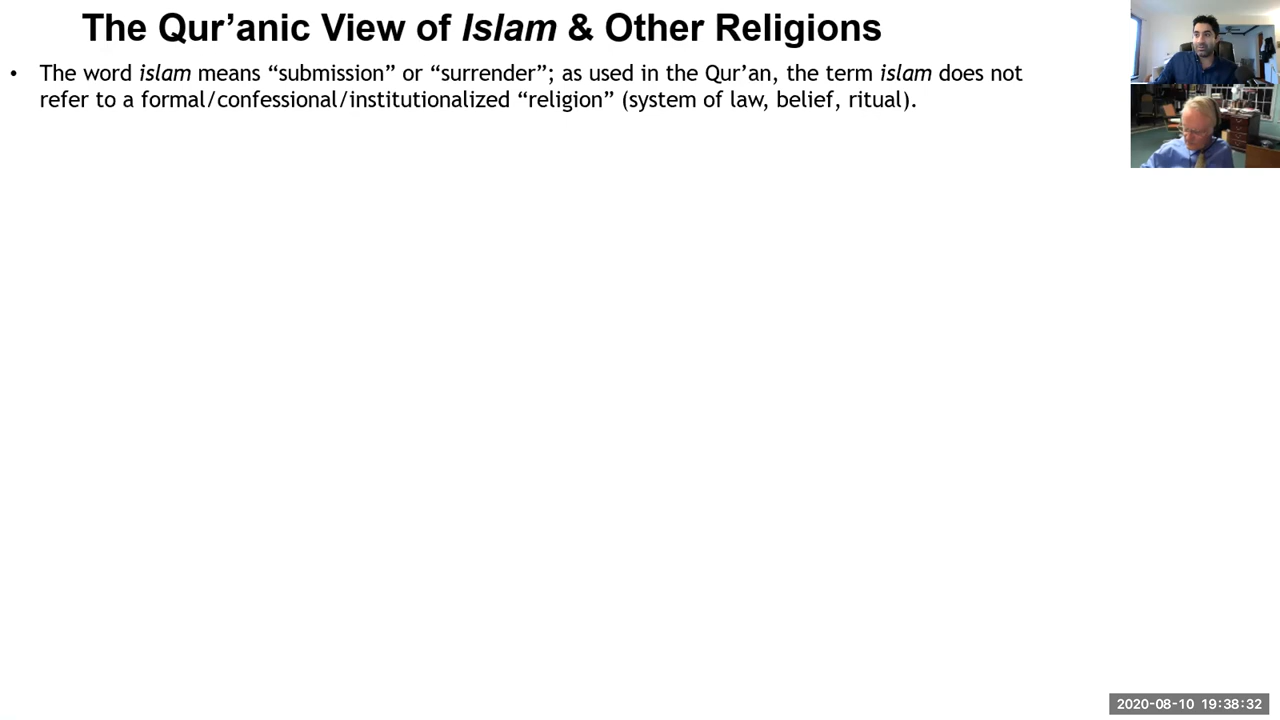 The Qur’anic View of Islam & Other Religions
• The word islam means “submission” or “surrender”; as used in the Qur’an, the term islam does not
refer to a formal/confessional/institutionalized “religion” (system of law, belief, ritual).
2020-08-10 19:38:32